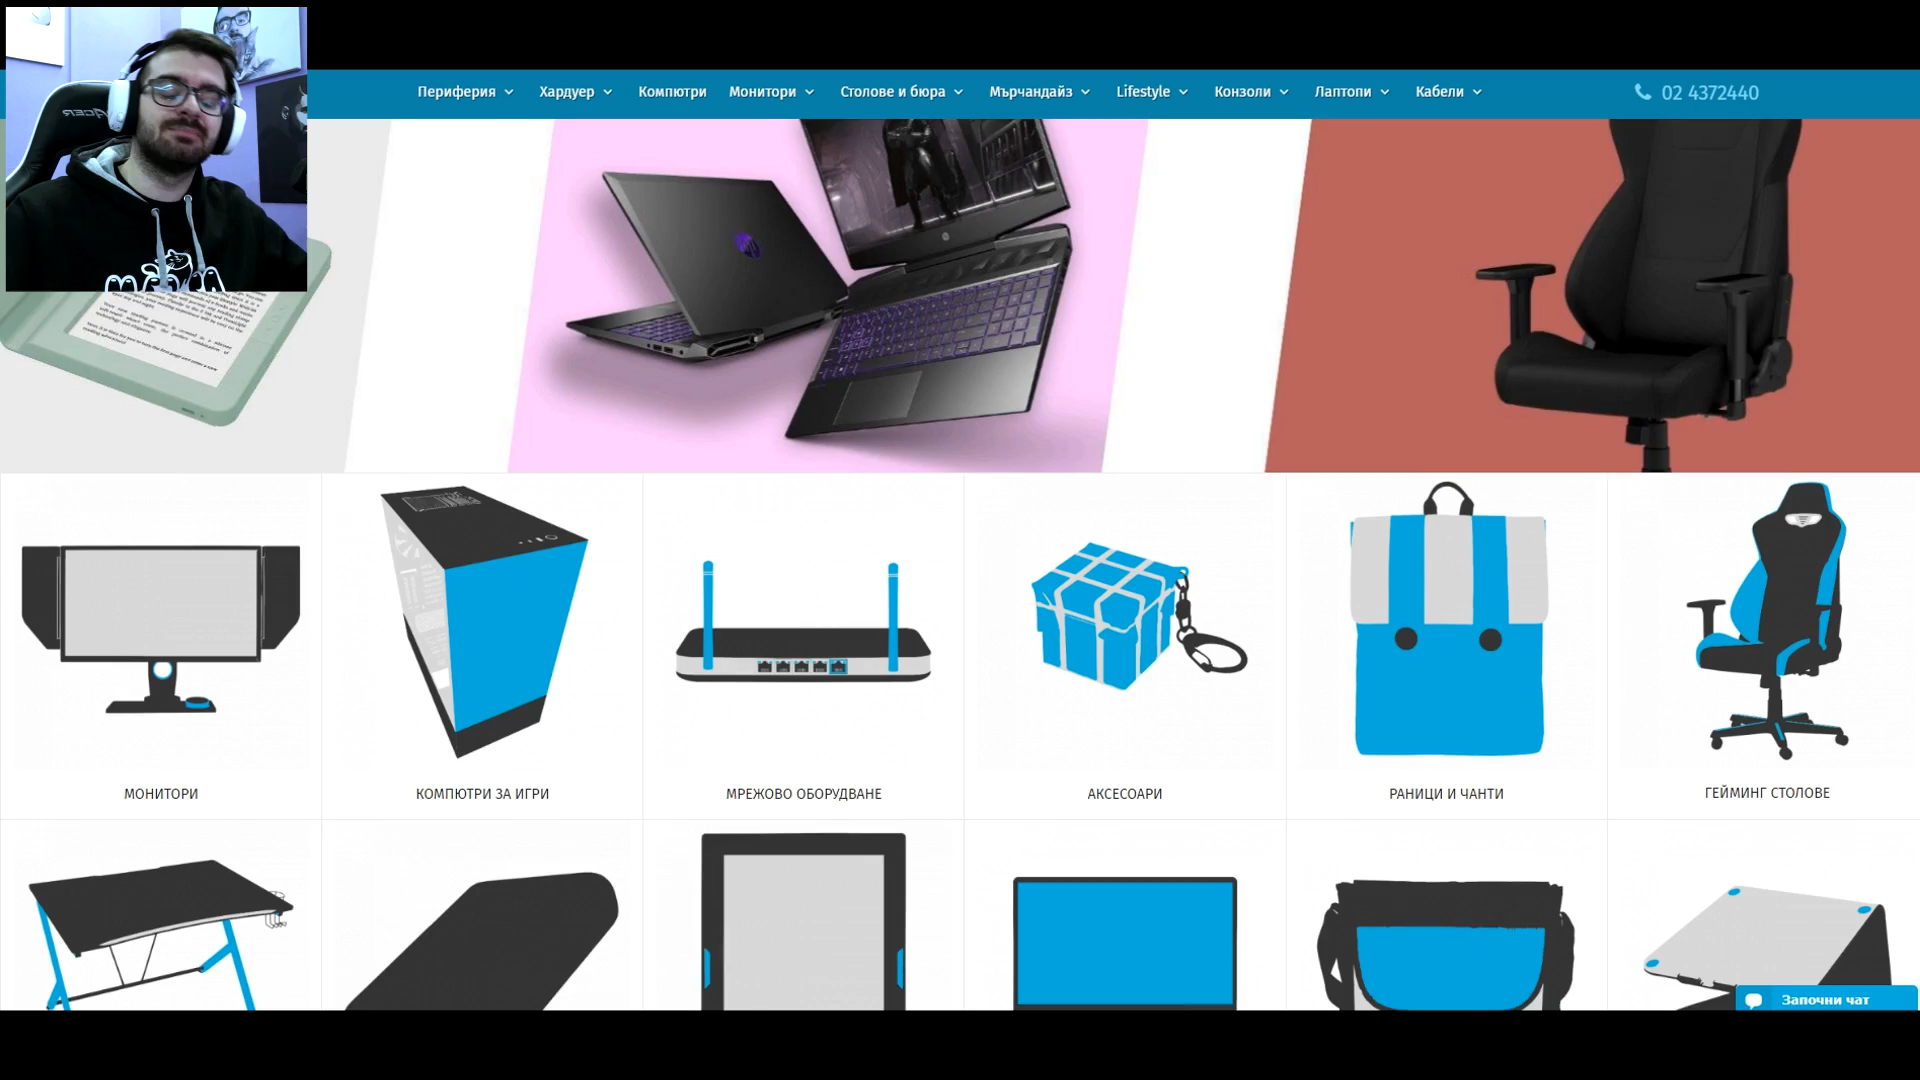 Периферия
Хардуер
Компютри
Монитори
Столове и бюра
Мърчандайз
Lifestyle
Конзоли
Лаптопи
Кабели
02 4372440
МОНИТОРИ
КОМПЮТРИ ЗА ИГРИ
МРЕЖОВО ОБОРУДВАНЕ
АКСЕСОАРИ
РАНИЦИ И ЧАНТИ
ГЕЙМИНГ СТОЛОВЕ
Започни чат